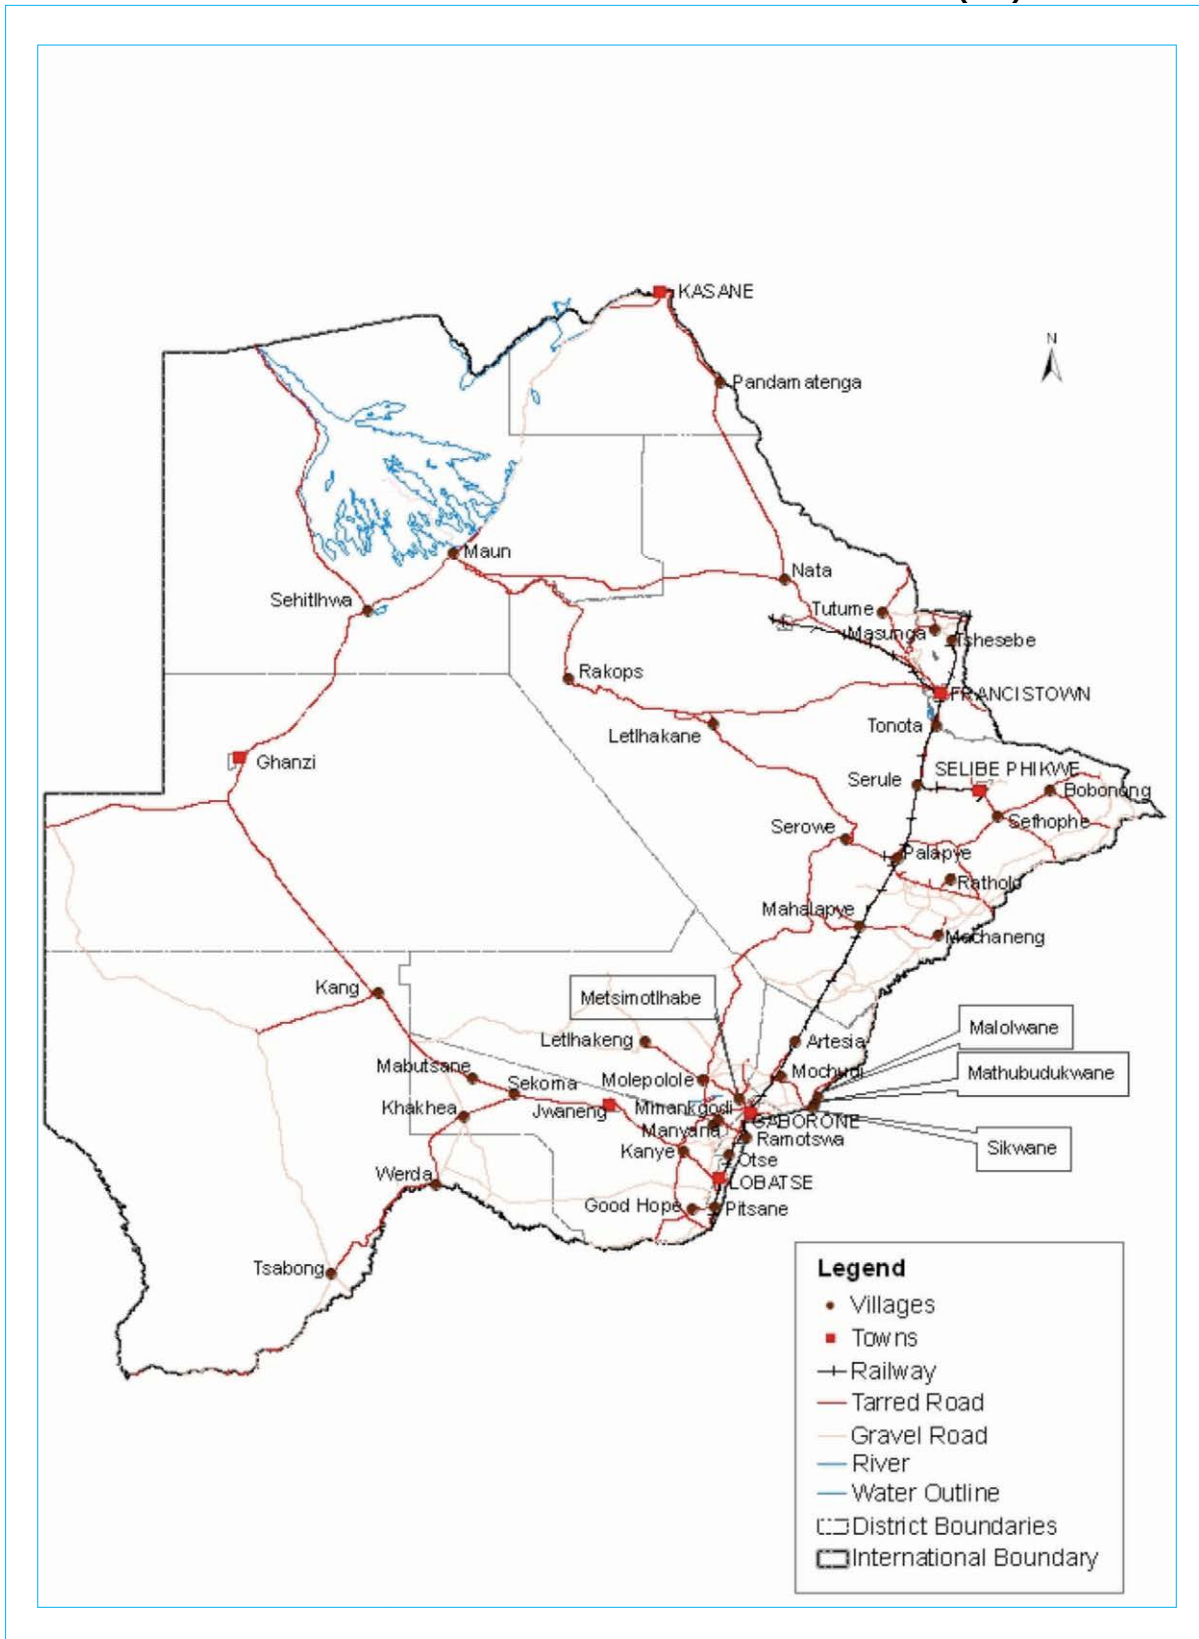 N
KASANE
Pandamatenga
Maun
Nata
Sehitlhwa
Tutume
Masunga
Tshesebe
Rakops
FRANCISTOWN
Letlhakane
Tonota
Ghanzi
Serule
SELIBE PHIKWE
Bobonong
Sefhophe
Serowe
Palapye
Ratholo
Mahalapye
Machaneng
Kang
Metsimotlhabe
Malolwane
Letlhakeng
Artesia
Mabutsane
Molepolole
Mochudi
Mathubudukwane
Sekoma
Khakhea
Jwaneng
Mmankgodi
GABORONE
Manyana
Ramotswa
Sikwane
Kanye
Otse
Werda
LOBATSE
Good Hope
Pitsane
Tsabong
Legend
Villages
Towns
Railway
Tarred Road
Gravel Road
River
Water Outline
District Boundaries
International Boundary